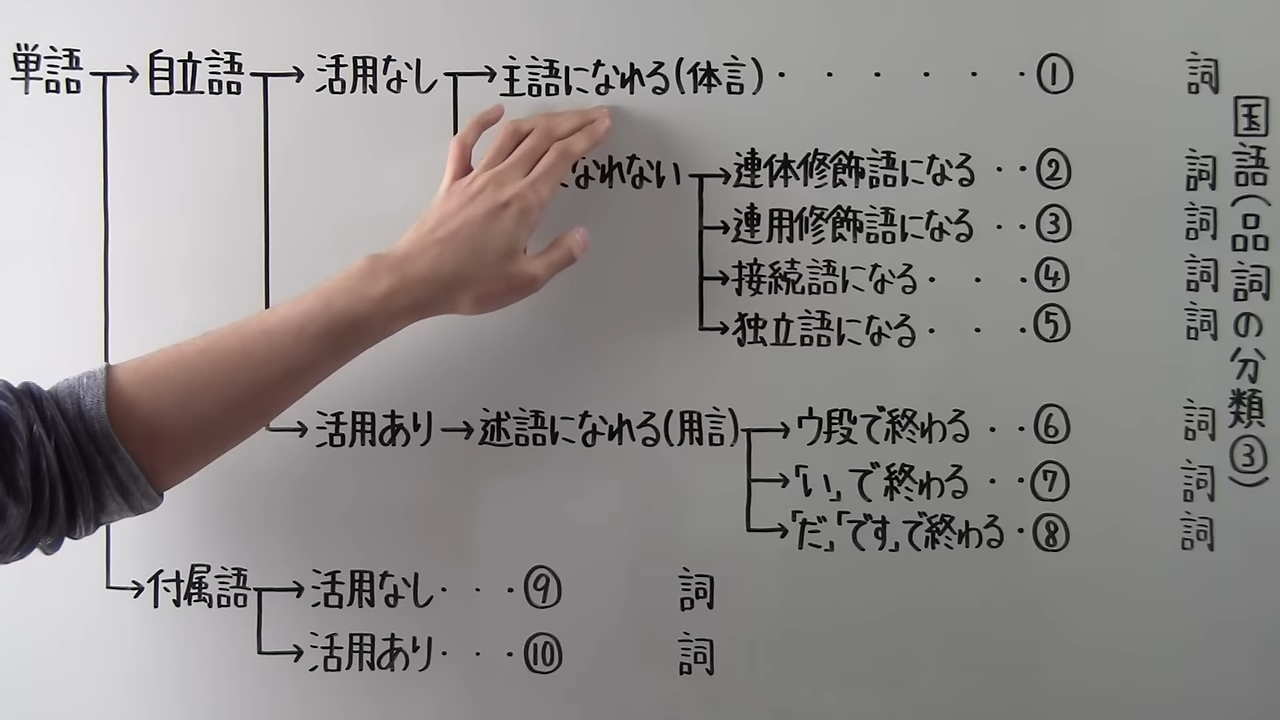 単語→自立語→活用なし→主語になれる(体言)・・・・・・・① 詞
なれない→連体修飾語になる・・② 詞
→連用修飾語になる・・③ 詞
→接続語になる・・・④ 詞
→独立語になる・・・⑤ 詞
→活用あり→述語になれる(用言)→ウ段で終わる・・⑥ 詞
→「い」で終わる・・⑦ 詞
→「だ」「です」で終わる・⑧ 詞
→付属語→活用なし・・・⑨ 詞
→活用あり・・・⑩ 詞
国語(品詞の分類③)